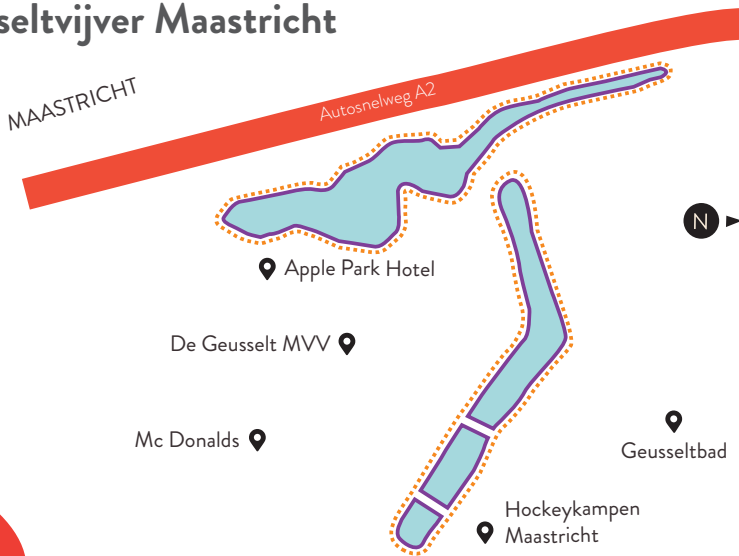 seltvijver Maastricht
MAASTRICHT
Autosnelweg A2
N
Apple Park Hotel
De Geusselt MVV
Mc Donalds
Geusseltbad
Hockeykampen
Maastricht